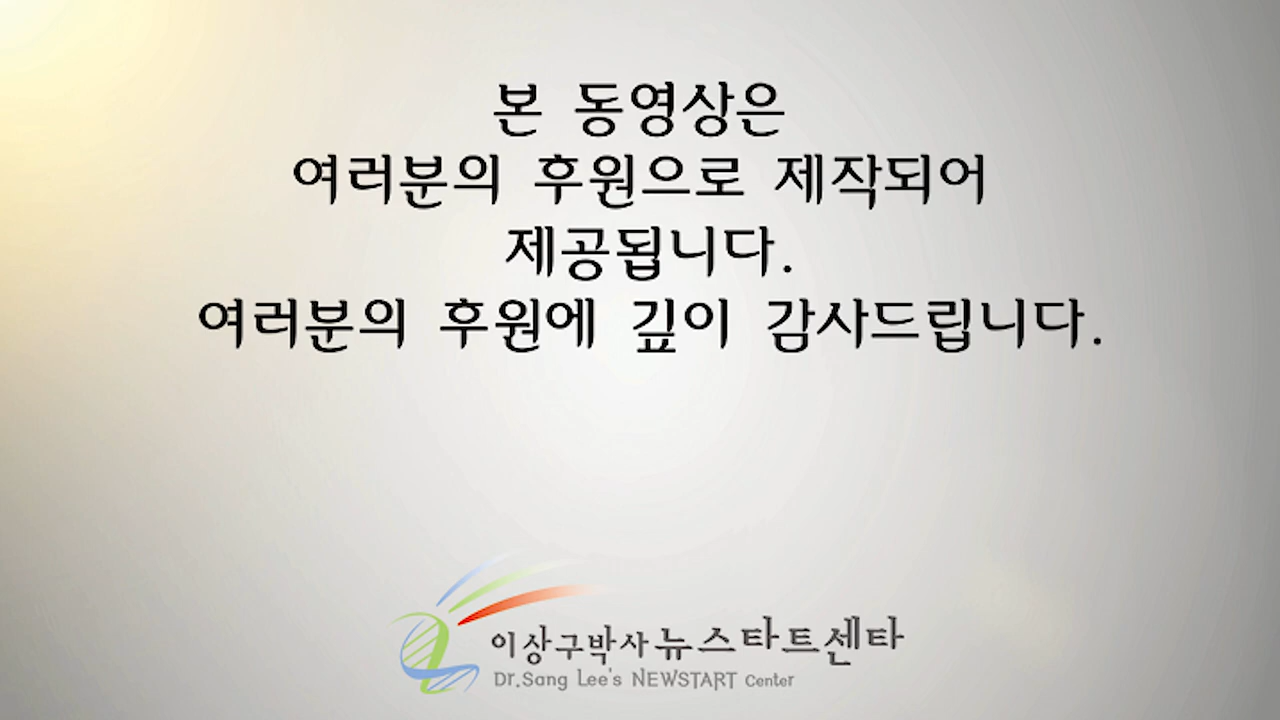 본 동영상은
여러분의 후원으로 제작되어
제공됩니다.
여러분의 후원에 깊이 감사드립니다.
이상구박사 뉴스타트센타
Dr.Sang Lee's NEWSTART Center